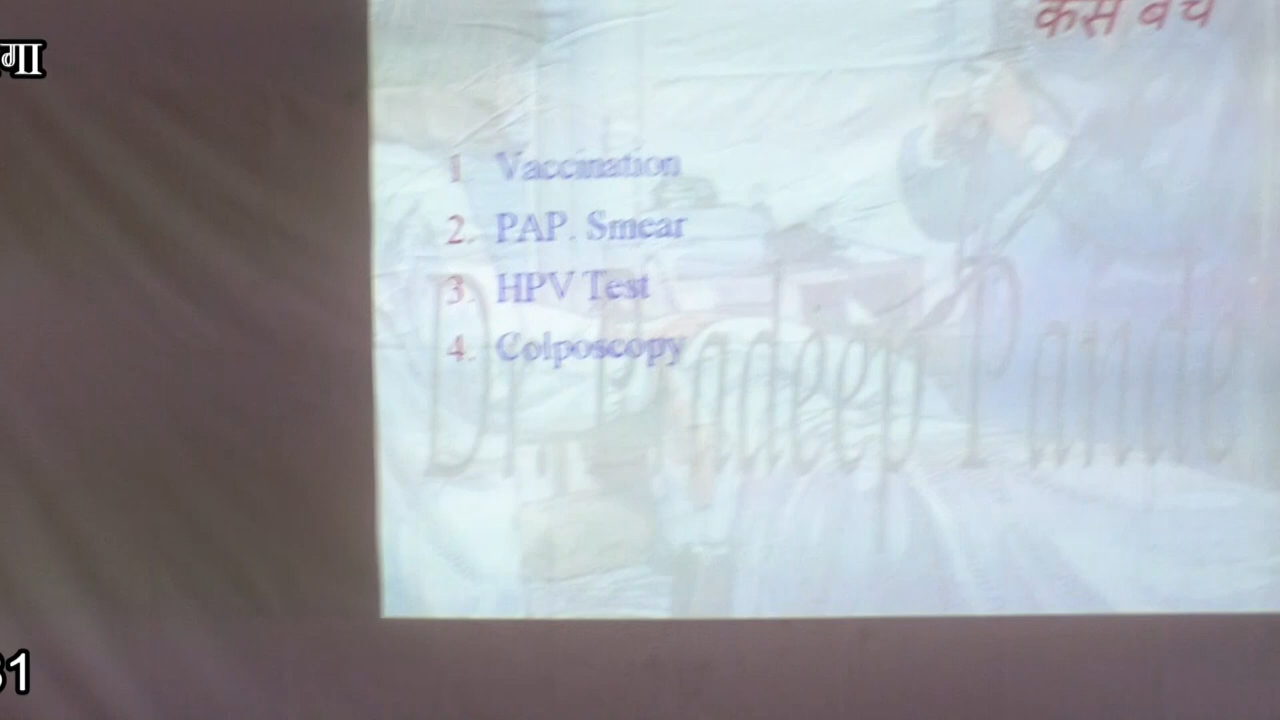 कैसे बचें
1 Vaccination
2. PAP. Smear
3. HPV Test
4. Colposcopy
Dr. Pradeep Pande